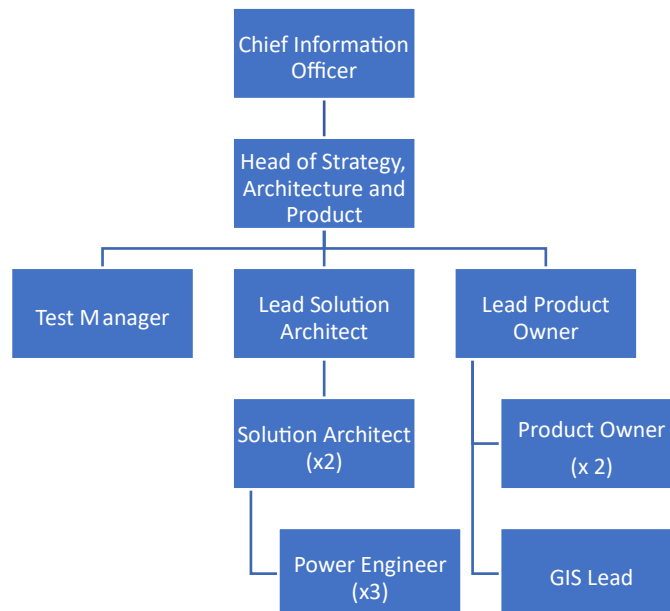 Chief Information
Officer
Head of Strategy,
Architecture and
Product
Test Manager
Lead Solution
Architect
Lead Product
Owner
Solution Architect
(x2)
Product Owner
(x 2)
Power Engineer
(x3)
GIS Lead